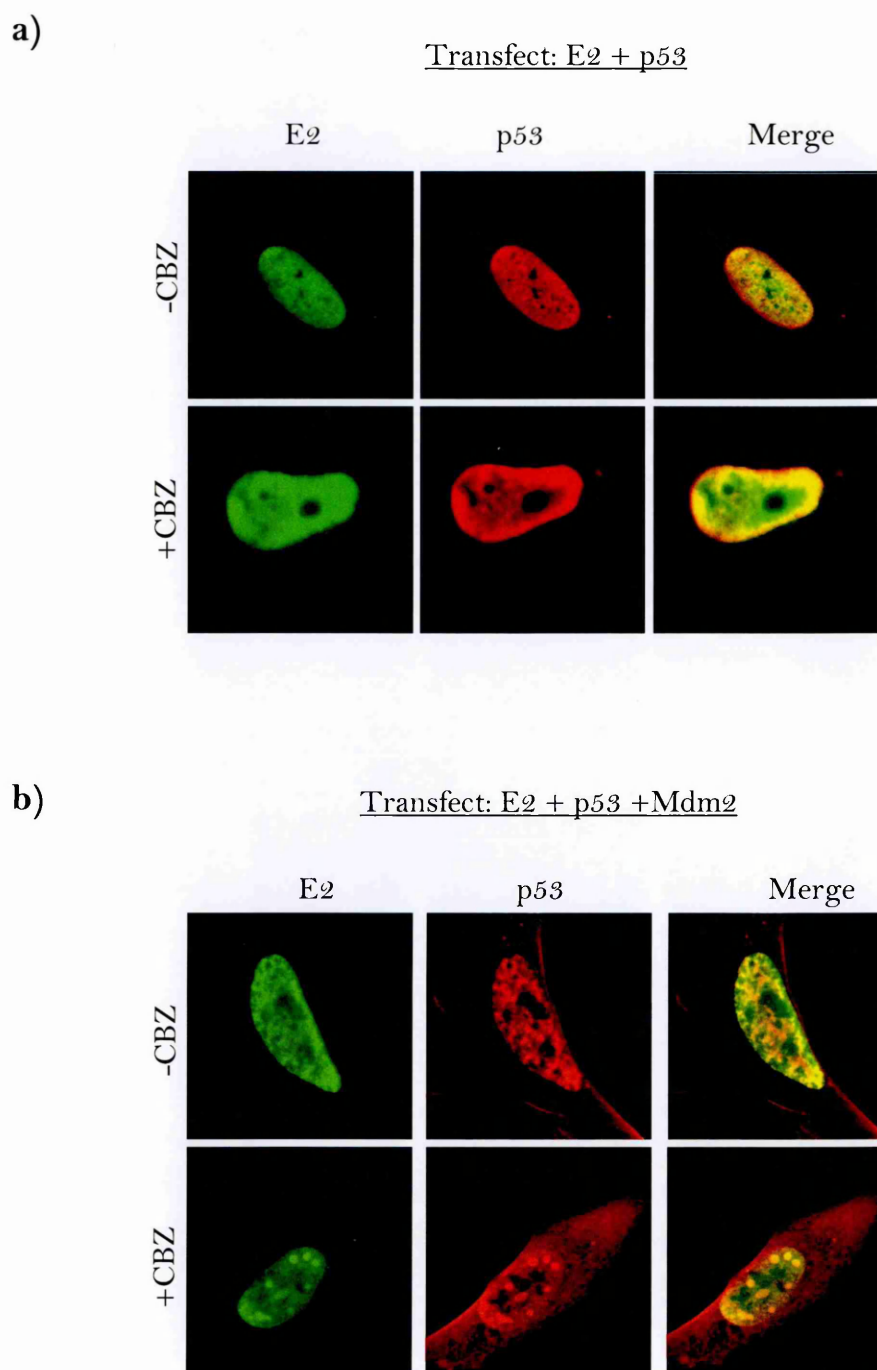 a)
Transfect: E2 + p53
E2 p53 Merge
-CBZ
+CBZ
b)
Transfect: E2 + p53 +Mdm2
E2 p53 Merge
-CBZ
+CBZ